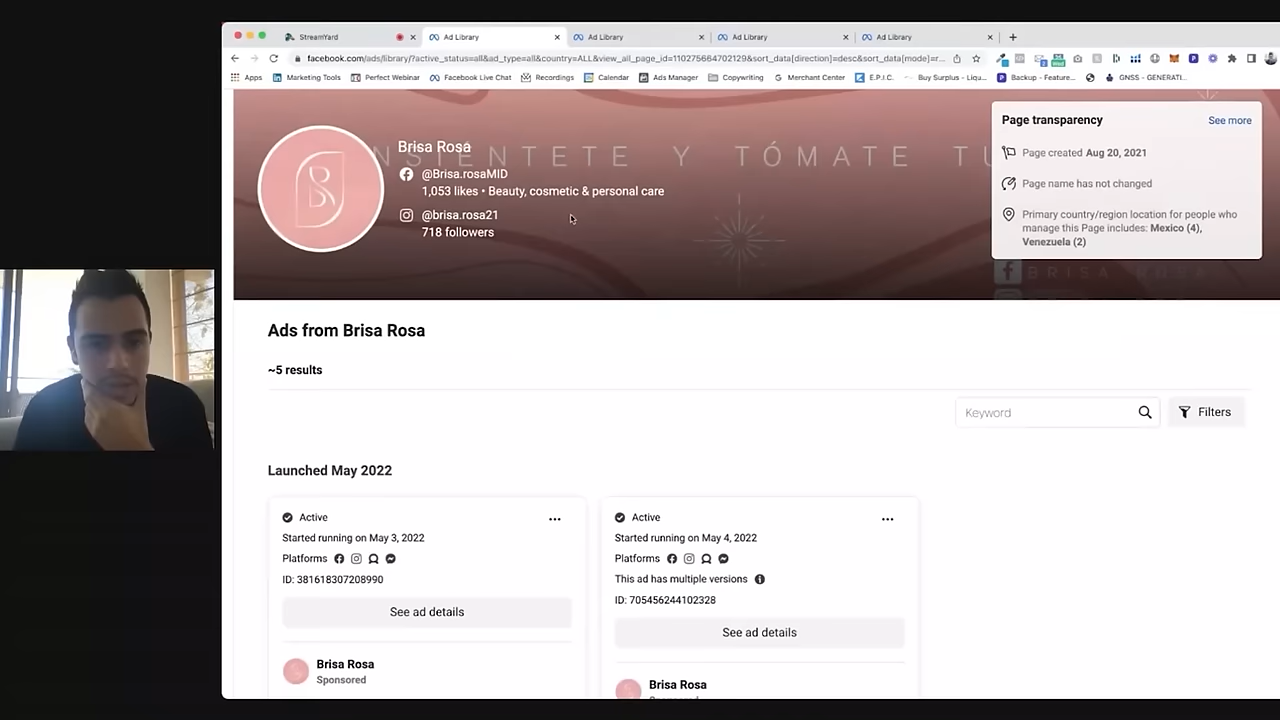 StreamYard
Ad Library
Ad Library
Ad Library
Ad Library
facebook.com/ads/library/?active_status=all&ad_type=all&country=ALL&view_all_page_id=110275664702129&sort_data[direction]=desc&sort_data[mode]=r...
Apps
Marketing Tools
Perfect Webinar
Facebook Live Chat
Recordings
Calendar
Ads Manager
Copywriting
Merchant Center
E.P.I.C.
Buy Surplus - Liqu...
Backup - Feature...
GNSS - GENERATI...
NSIENTETE Y TÓMATE TU
Brisa Rosa
@Brisa.rosaMID
1,053 likes • Beauty, cosmetic & personal care
@brisa.rosa21
718 followers
Page transparency
See more
Page created Aug 20, 2021
Page name has not changed
Primary country/region location for people who
manage this Page includes: Mexico (4),
Venezuela (2)
BRISA ROSA
Ads from Brisa Rosa
~5 results
Keyword
Filters
Launched May 2022
Active
Started running on May 3, 2022
Platforms
ID: 381618307208990
See ad details
Brisa Rosa
Sponsored
Active
Started running on May 4, 2022
Platforms
This ad has multiple versions
ID: 705456244102328
See ad details
Brisa Rosa